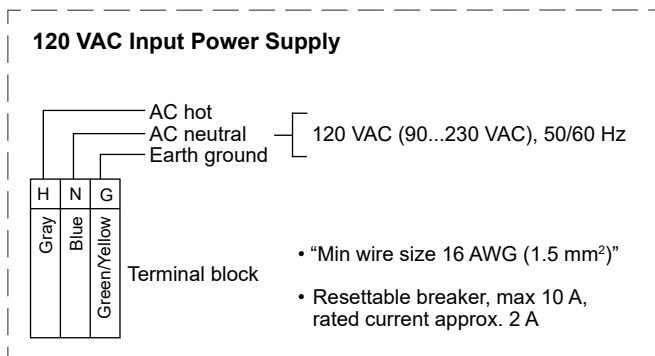 120 VAC Input Power Supply
AC hot
AC neutral
Earth ground
120 VAC (90...230 VAC), 50/60 Hz
H N G
Gray
Blue
Green/Yellow
Terminal block
• “Min wire size 16 AWG (1.5 mm²)”
• Resettable breaker, max 10 A,
rated current approx. 2 A